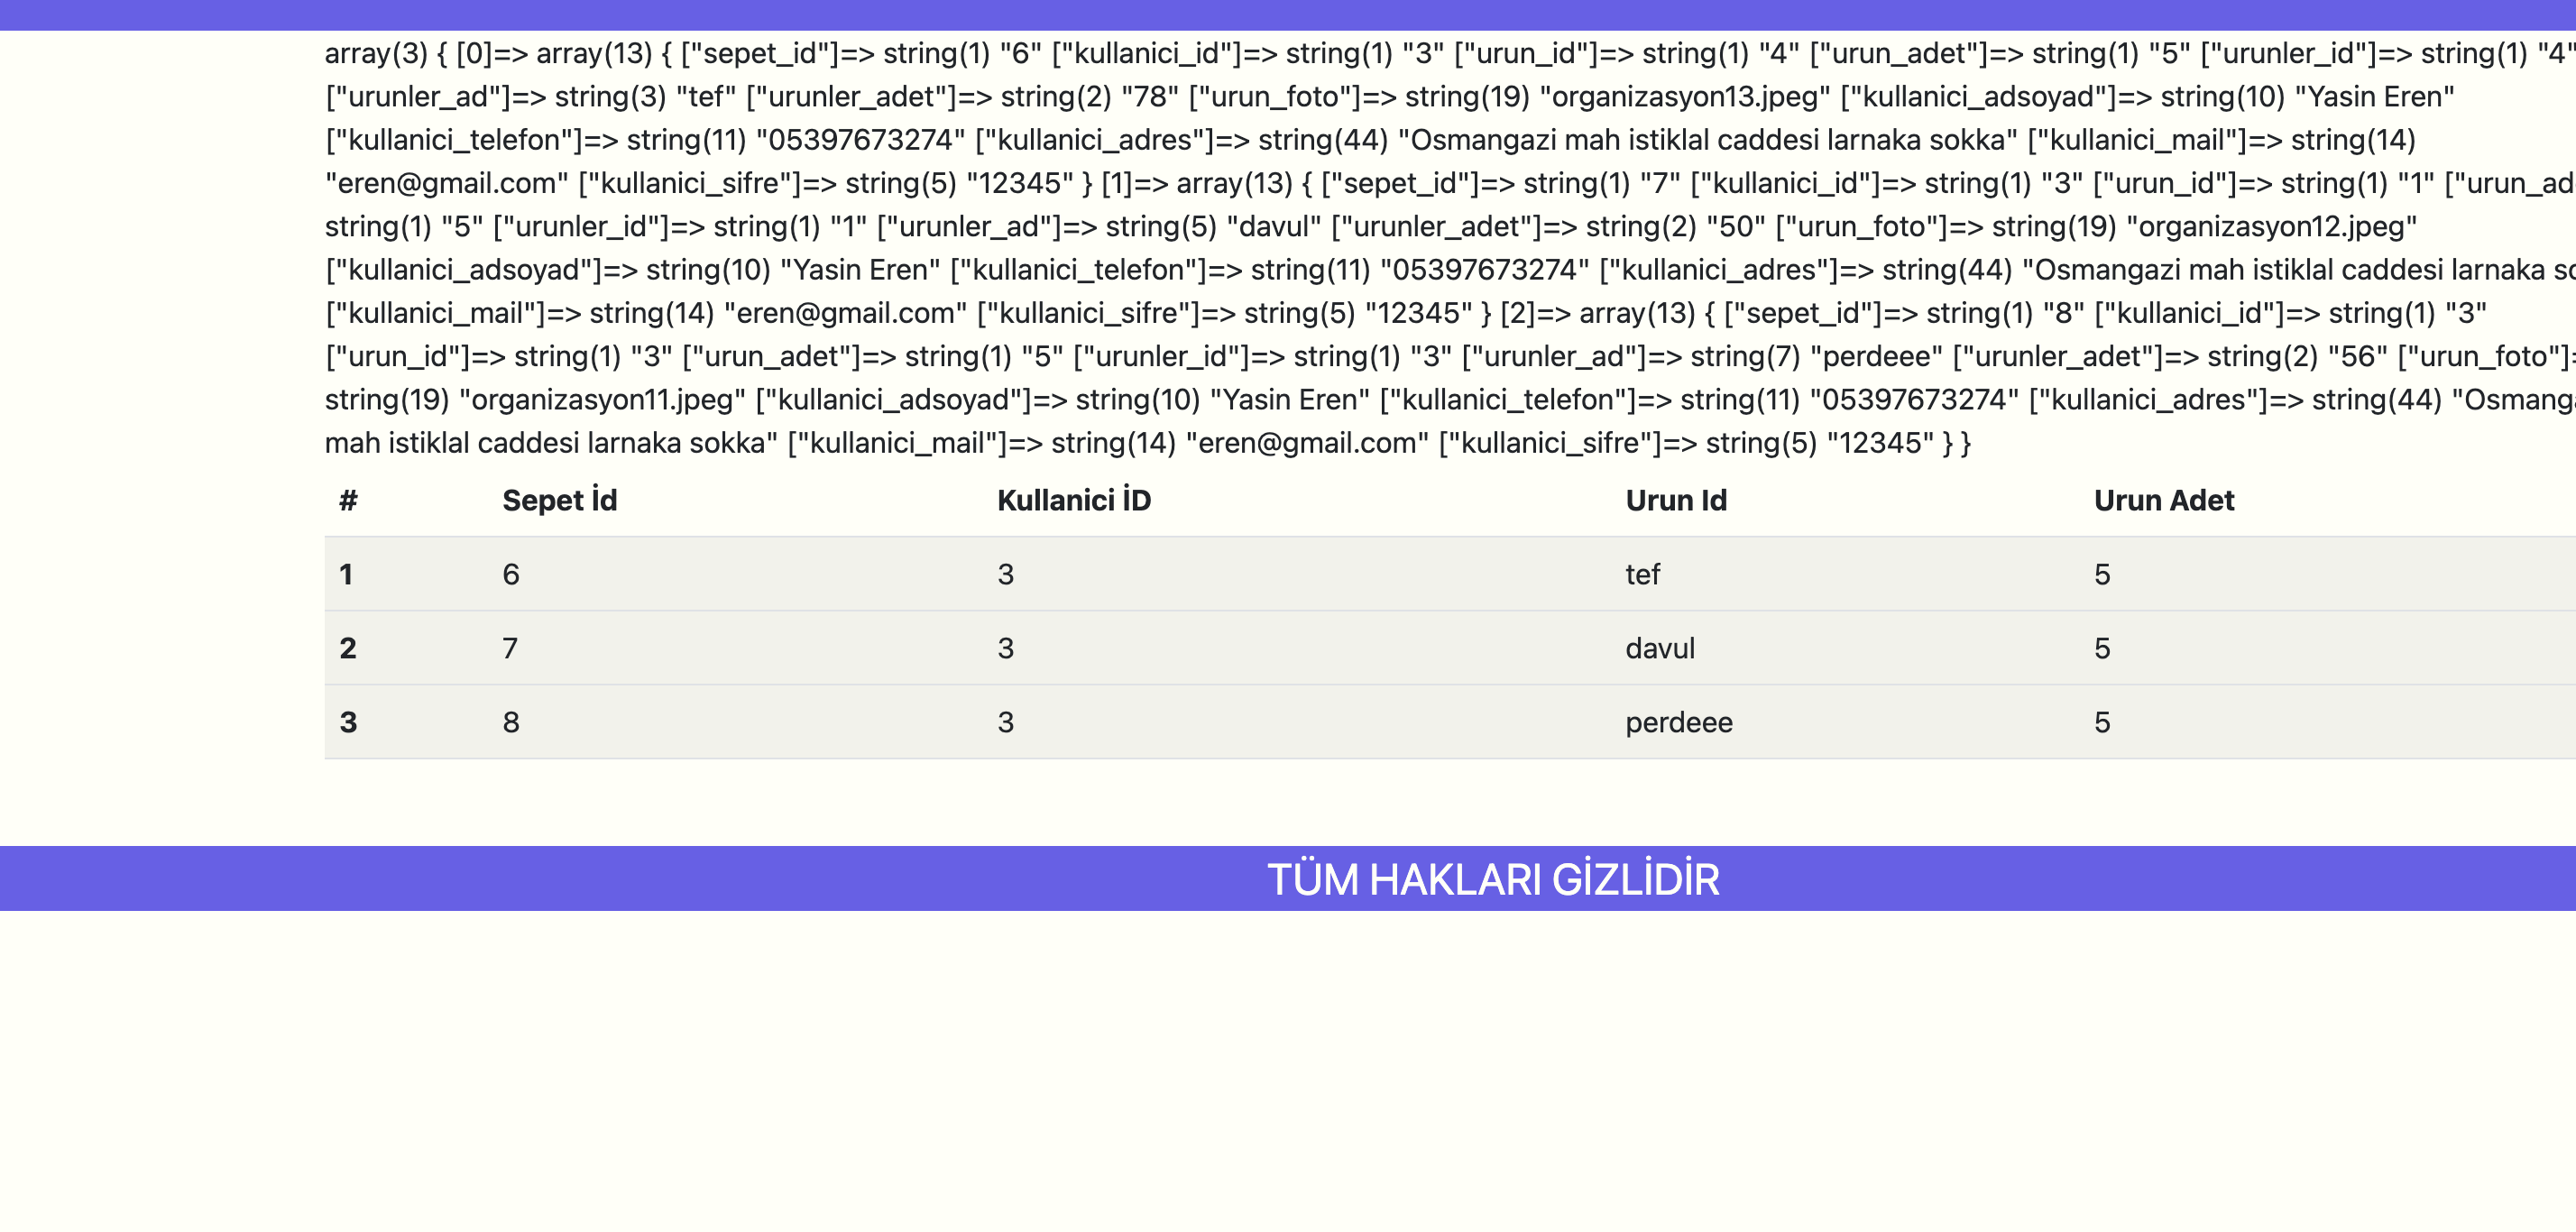 array(3) { [0]=> array(13) { ["sepet_id"]=> string(1) "6" ["kullanici_id"]=> string(1) "3" ["urun_id"]=> string(1) "4" ["urun_adet"]=> string(1) "5" ["urunler_id"]=> string(1) "4"
["urunler_ad"]=> string(3) "tef" ["urunler_adet"]=> string(2) "78" ["urun_foto"]=> string(19) "organizasyon13.jpeg" ["kullanici_adsoyad"]=> string(10) "Yasin Eren"
["kullanici_telefon"]=> string(11) "05397673274" ["kullanici_adres"]=> string(44) "Osmangazi mah istiklal caddesi larnaka sokka" ["kullanici_mail"]=> string(14)
"eren@gmail.com" ["kullanici_sifre"]=> string(5) "12345" } [1]=> array(13) { ["sepet_id"]=> string(1) "7" ["kullanici_id"]=> string(1) "3" ["urun_id"]=> string(1) "1" ["urun_ad
string(1) "5" ["urunler_id"]=> string(1) "1" ["urunler_ad"]=> string(5) "davul" ["urunler_adet"]=> string(2) "50" ["urun_foto"]=> string(19) "organizasyon12.jpeg"
["kullanici_adsoyad"]=> string(10) "Yasin Eren" ["kullanici_telefon"]=> string(11) "05397673274" ["kullanici_adres"]=> string(44) "Osmangazi mah istiklal caddesi larnaka so
["kullanici_mail"]=> string(14) "eren@gmail.com" ["kullanici_sifre"]=> string(5) "12345" } [2]=> array(13) { ["sepet_id"]=> string(1) "8" ["kullanici_id"]=> string(1) "3"
["urun_id"]=> string(1) "3" ["urun_adet"]=> string(1) "5" ["urunler_id"]=> string(1) "3" ["urunler_ad"]=> string(7) "perdeee" ["urunler_adet"]=> string(2) "56" ["urun_foto"]=
string(19) "organizasyon11.jpeg" ["kullanici_adsoyad"]=> string(10) "Yasin Eren" ["kullanici_telefon"]=> string(11) "05397673274" ["kullanici_adres"]=> string(44) "Osmanga
mah istiklal caddesi larnaka sokka" ["kullanici_mail"]=> string(14) "eren@gmail.com" ["kullanici_sifre"]=> string(5) "12345" } }
# Sepet İd Kullanici İD Urun Id Urun Adet
1 6 3 tef 5
2 7 3 davul 5
3 8 3 perdeee 5
TÜM HAKLARI GİZLİDİR